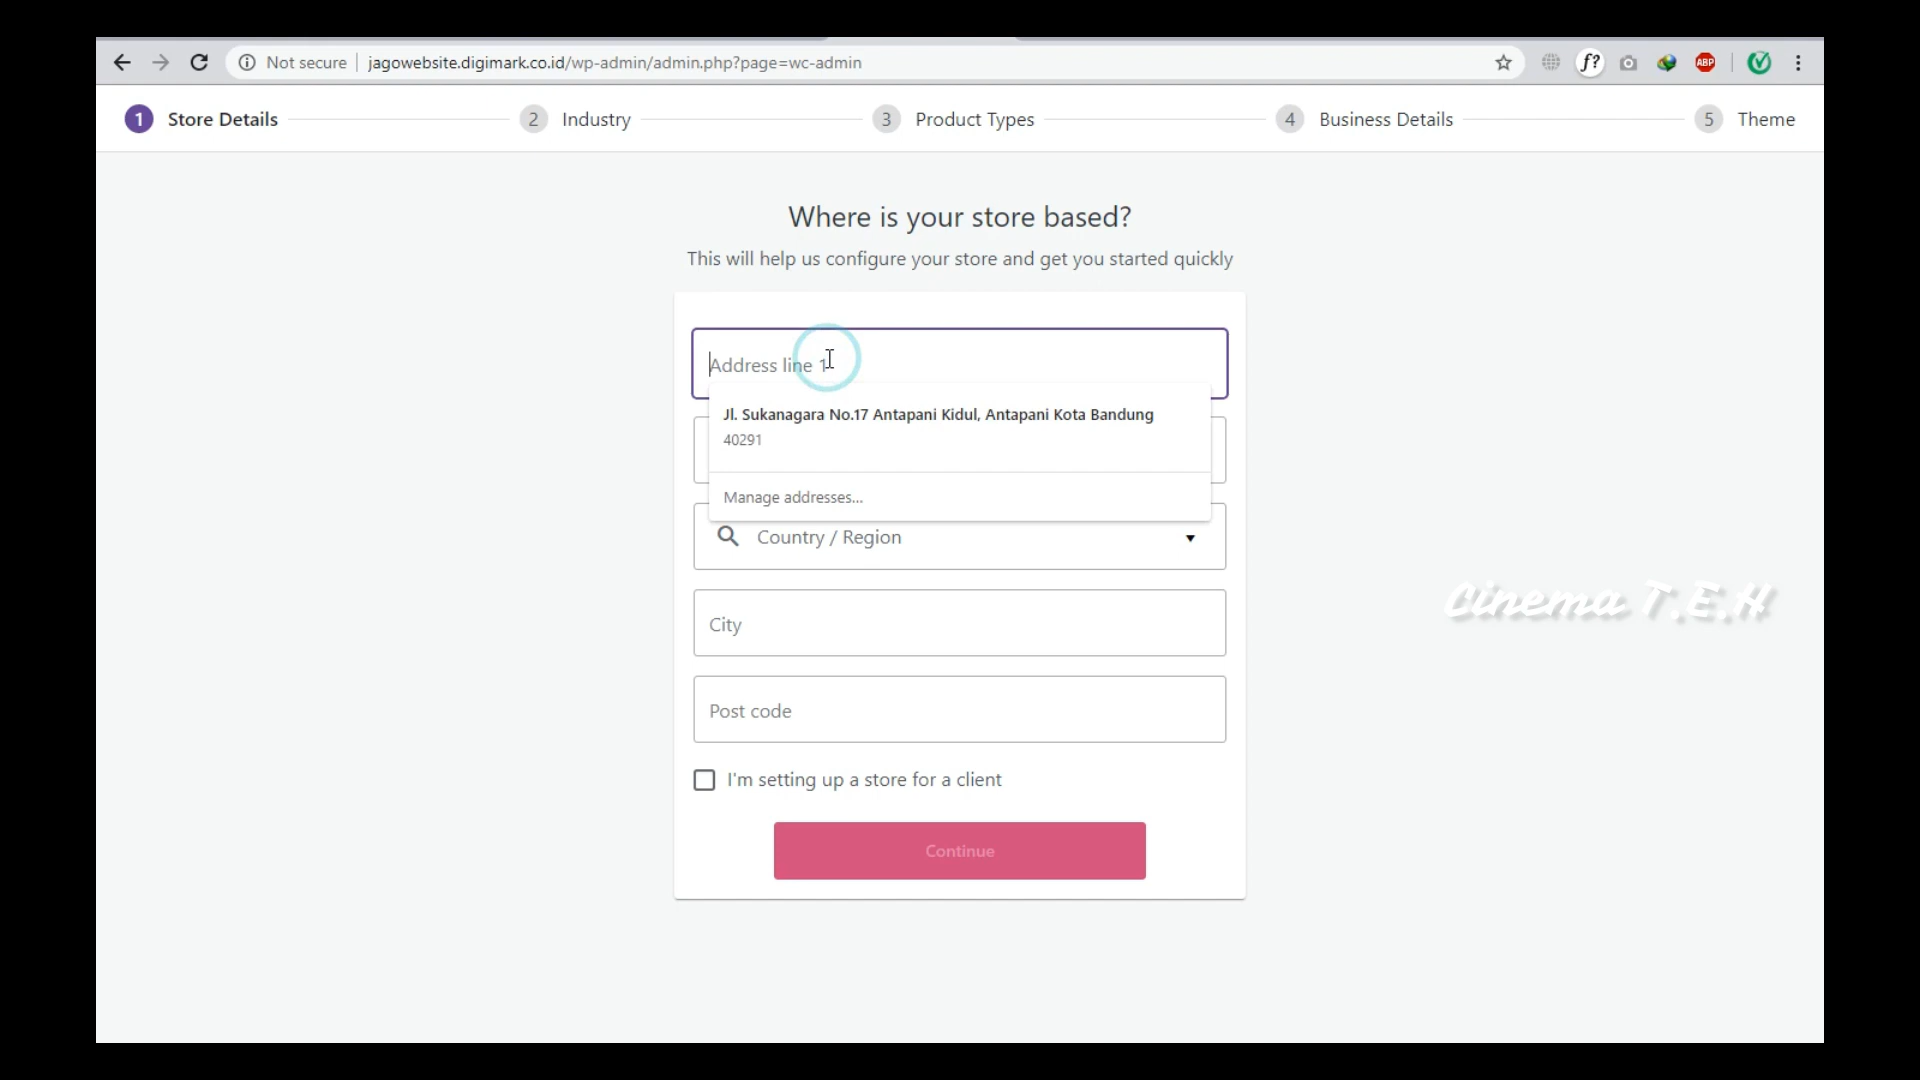 Not secure jagowebsite.digimark.co.id/wp-admin/admin.php?page=wc-admin f? ABP
1 Store Details 2 Industry 3 Product Types 4 Business Details 5 Theme
Where is your store based?
This will help us configure your store and get you started quickly
Address line 1
Jl. Sukanagara No.17 Antapani Kidul, Antapani Kota Bandung
40291
Manage addresses...
Country / Region
Cinema T.E.H
City
Post code
I'm setting up a store for a client
Continue